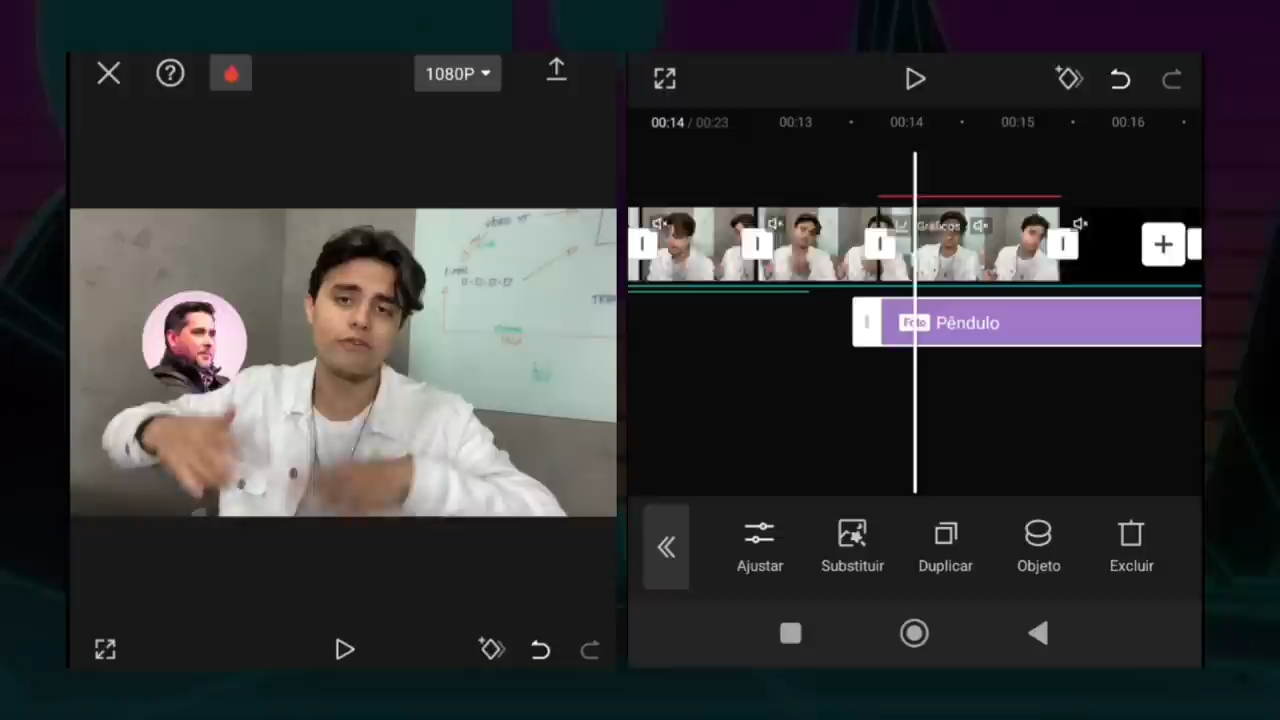 1080P
00:14 / 00:23
00:13
00:14
00:15
00:16
Gráficos
Foto
Pêndulo
Ajustar
Substituir
Duplicar
Objeto
Excluir